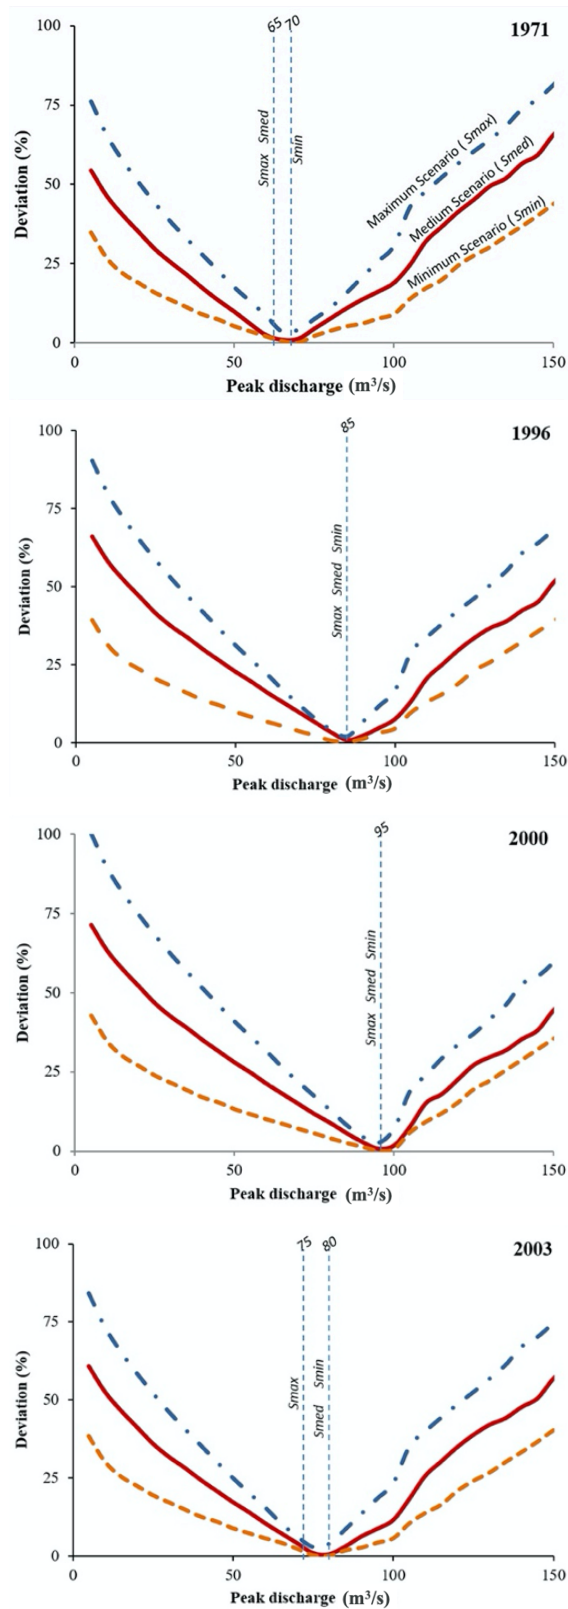 1971
65 70
100
75
50
25
0
Deviation (%)
Smax Smed
Smin
Maximum Scenario ( Smax)
Medium Scenario ( Smed)
Minimum Scenario ( Smin)
0 50 100 150
Peak discharge (m³/s)
1996
85
100
75
50
25
0
Deviation (%)
Smax Smed Smin
0 50 100 150
Peak discharge (m³/s)
2000
95
100
75
50
25
0
Deviation (%)
Smax Smed Smin
0 50 100 150
Peak discharge (m³/s)
2003
75 80
100
75
50
25
0
Deviation (%)
Smax
Smed Smin
0 50 100 150
Peak discharge (m³/s)